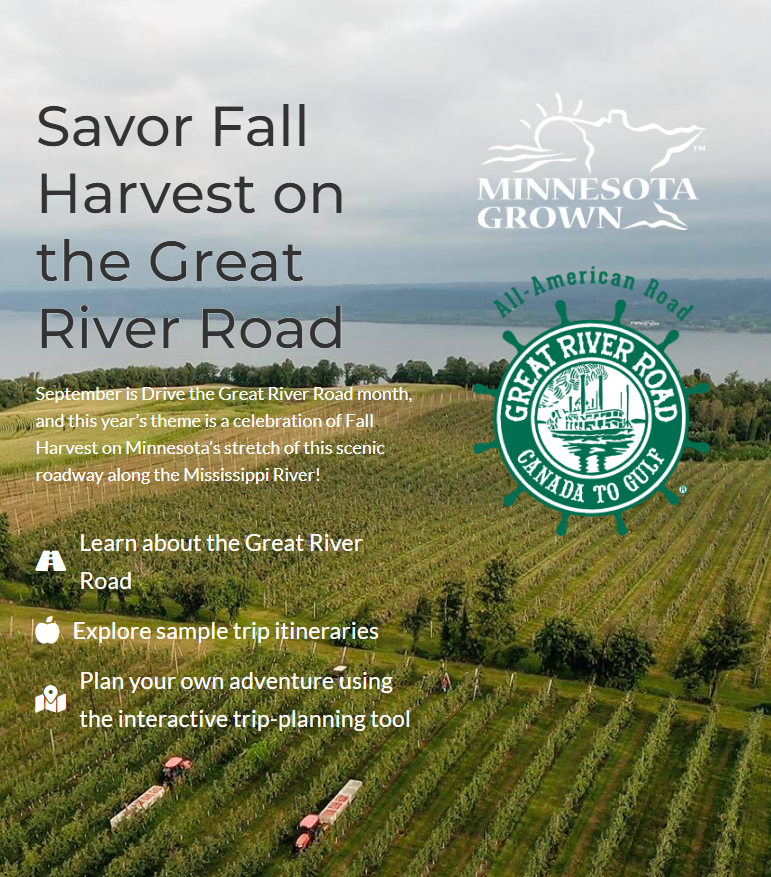 Savor Fall
Harvest on
the Great
River Road
September is Drive the Great River Road month,
and this year's theme is a celebration of Fall
Harvest on Minnesota's stretch of this scenic
roadway along the Mississippi River!
Learn about the Great River
Road
Explore sample trip itineraries
Plan your own adventure using
the interactive trip-planning tool
MINNESOTA
GROWN
TM
All-American Road
GREAT RIVER ROAD
CANADA TO GULF
®